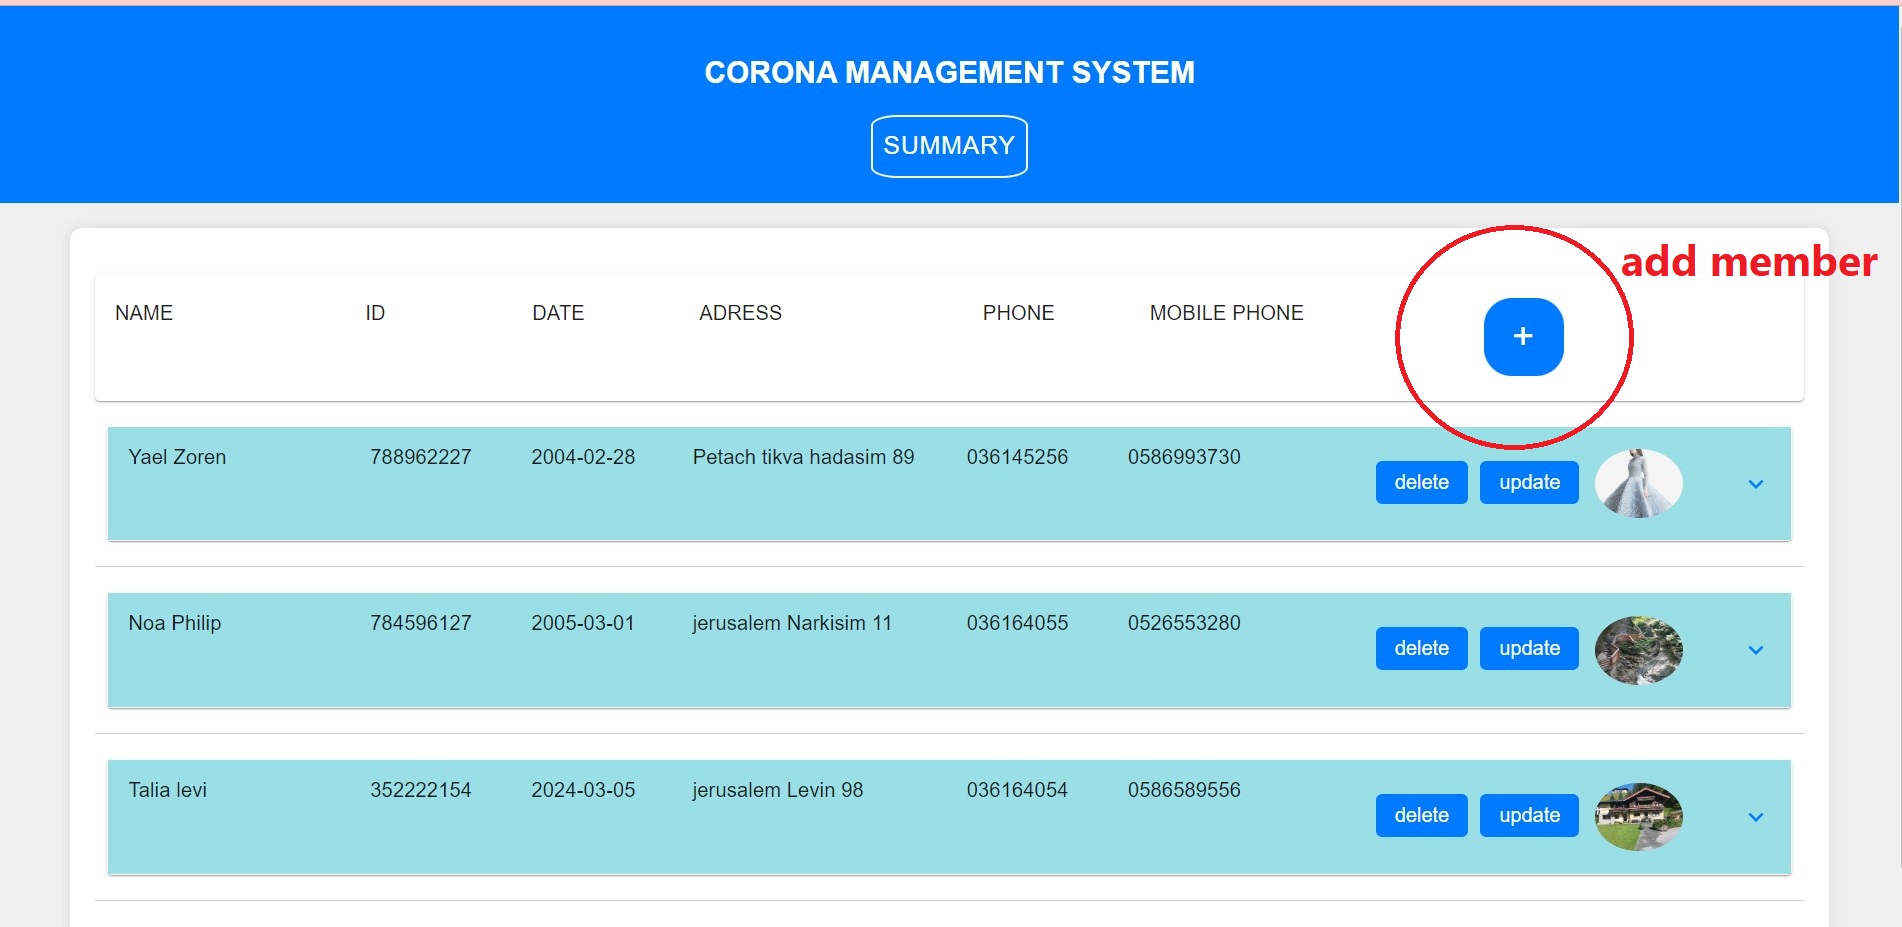 CORONA MANAGEMENT SYSTEM
SUMMARY
add member
NAME ID DATE ADRESS PHONE MOBILE PHONE +
Yael Zoren 788962227 2004-02-28 Petach tikva hadasim 89 036145256 0586993730 delete update
Noa Philip 784596127 2005-03-01 jerusalem Narkisim 11 036164055 0526553280 delete update
Talia levi 352222154 2024-03-05 jerusalem Levin 98 036164054 0586589556 delete update